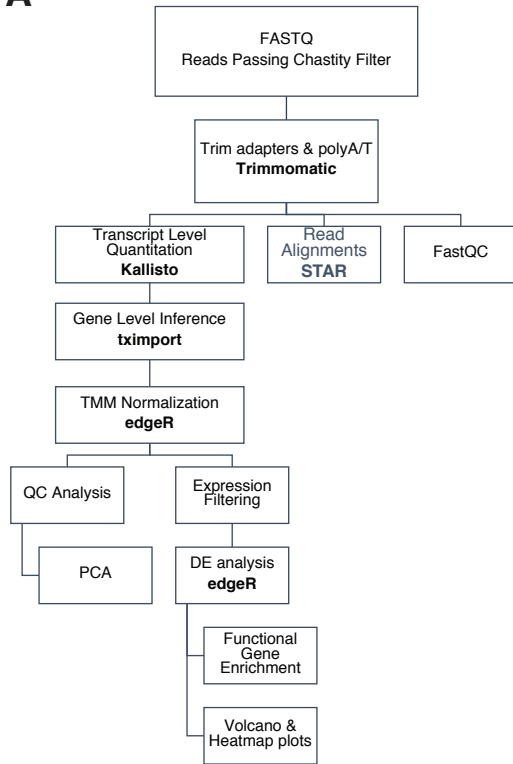 A
FASTQ
Reads Passing Chastity Filter
Trim adapters & polyA/T
Trimmomatic
Transcript Level
Quantitation
Kallisto
Read
Alignments
STAR
FastQC
Gene Level Inference
tximport
TMM Normalization
edgeR
QC Analysis
Expression
Filtering
PCA
DE analysis
edgeR
Functional
Gene
Enrichment
Volcano &
Heatmap plots